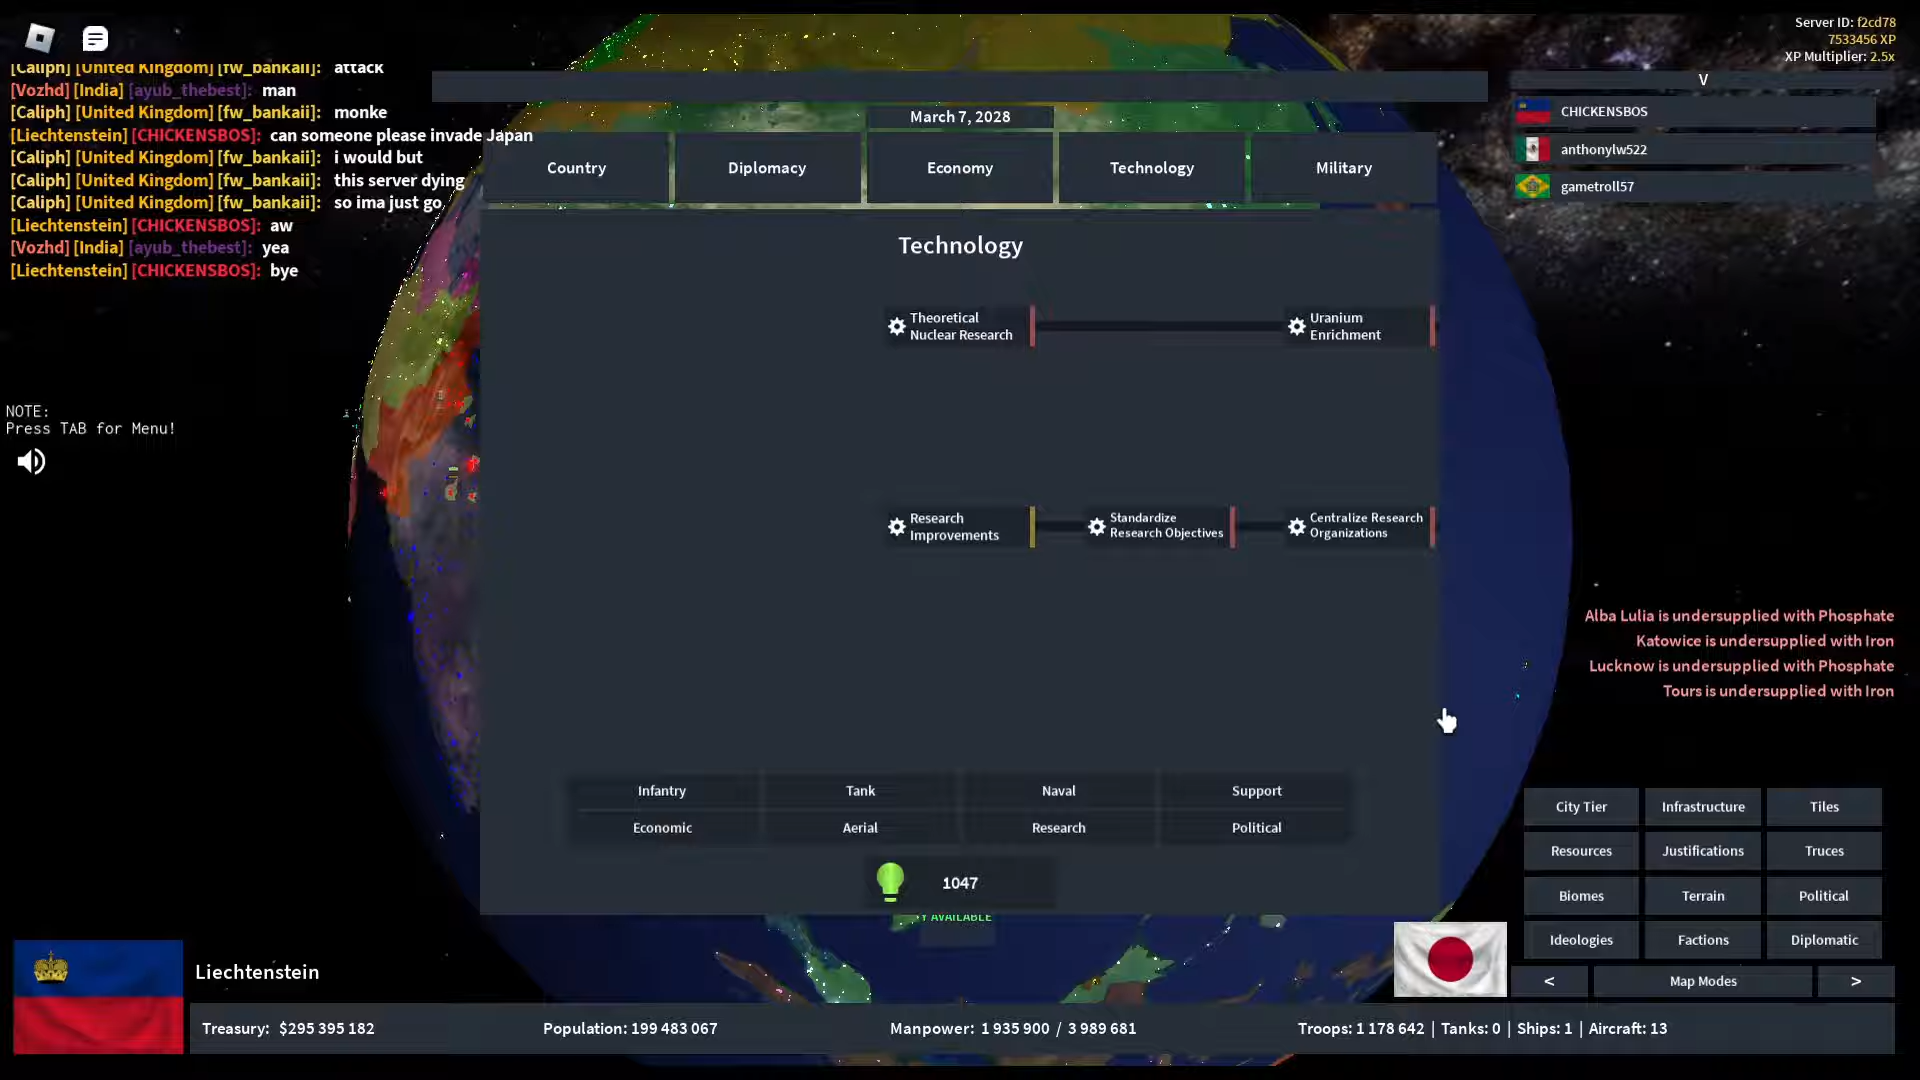 Server ID: f2cd78
7533456 XP
XP Multiplier: 2.5x
[Caliph] [United Kingdom] [fw_bankaii]: attack
[Vozhd] [India] [ayub_thebest]: man
[Caliph] [United Kingdom] [fw_bankaii]: monke
[Liechtenstein] [CHICKENSBOS]: can someone please invade Japan
[Caliph] [United Kingdom] [fw_bankaii]: i would but
[Caliph] [United Kingdom] [fw_bankaii]: this server dying
[Caliph] [United Kingdom] [fw_bankaii]: so ima just go
[Liechtenstein] [CHICKENSBOS]: aw
[Vozhd] [India] [ayub_thebest]: yea
[Liechtenstein] [CHICKENSBOS]: bye
NOTE:
Press TAB for Menu!
March 7, 2028
Country Diplomacy Economy Technology Military
Technology
Theoretical
Nuclear Research
Uranium
Enrichment
Research
Improvements
Standardize
Research Objectives
Centralize Research
Organizations
Infantry Tank Naval Support
Economic Aerial Research Political
1047
Y AVAILABLE
V
CHICKENSBOS
anthonylw522
gametroll57
Alba Lulia is undersupplied with Phosphate
Katowice is undersupplied with Iron
Lucknow is undersupplied with Phosphate
Tours is undersupplied with Iron
City Tier Infrastructure Tiles
Resources Justifications Truces
Biomes Terrain Political
Ideologies Factions Diplomatic
< Map Modes >
Liechtenstein
Treasury: $295 395 182 Population: 199 483 067 Manpower: 1 935 900 / 3 989 681 Troops: 1 178 642 | Tanks: 0 | Ships: 1 | Aircraft: 13